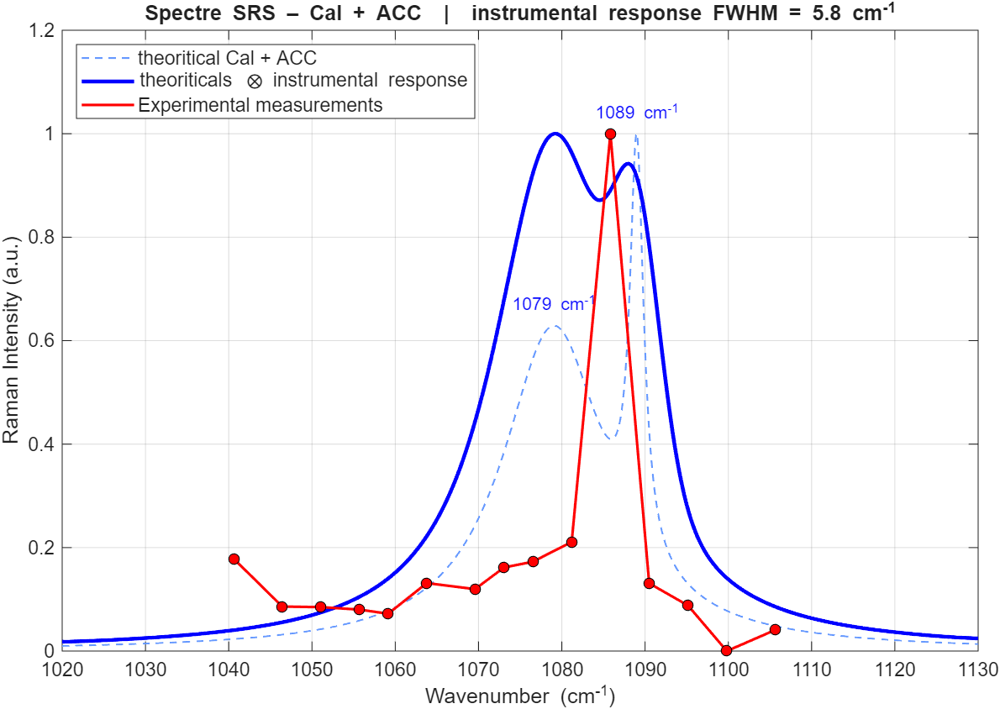 Spectre SRS – Cal + ACC | instrumental response FWHM = 5.8 cm⁻¹
1.2
theoritical Cal + ACC
theoriticals ⊗ instrumental response
Experimental measurements
1089 cm⁻¹
1
0.8
1079 cm⁻¹
0.6
0.4
0.2
0
Raman Intensity (a.u.)
1020 1030 1040 1050 1060 1070 1080 1090 1100 1110 1120 1130
Wavenumber (cm⁻¹)